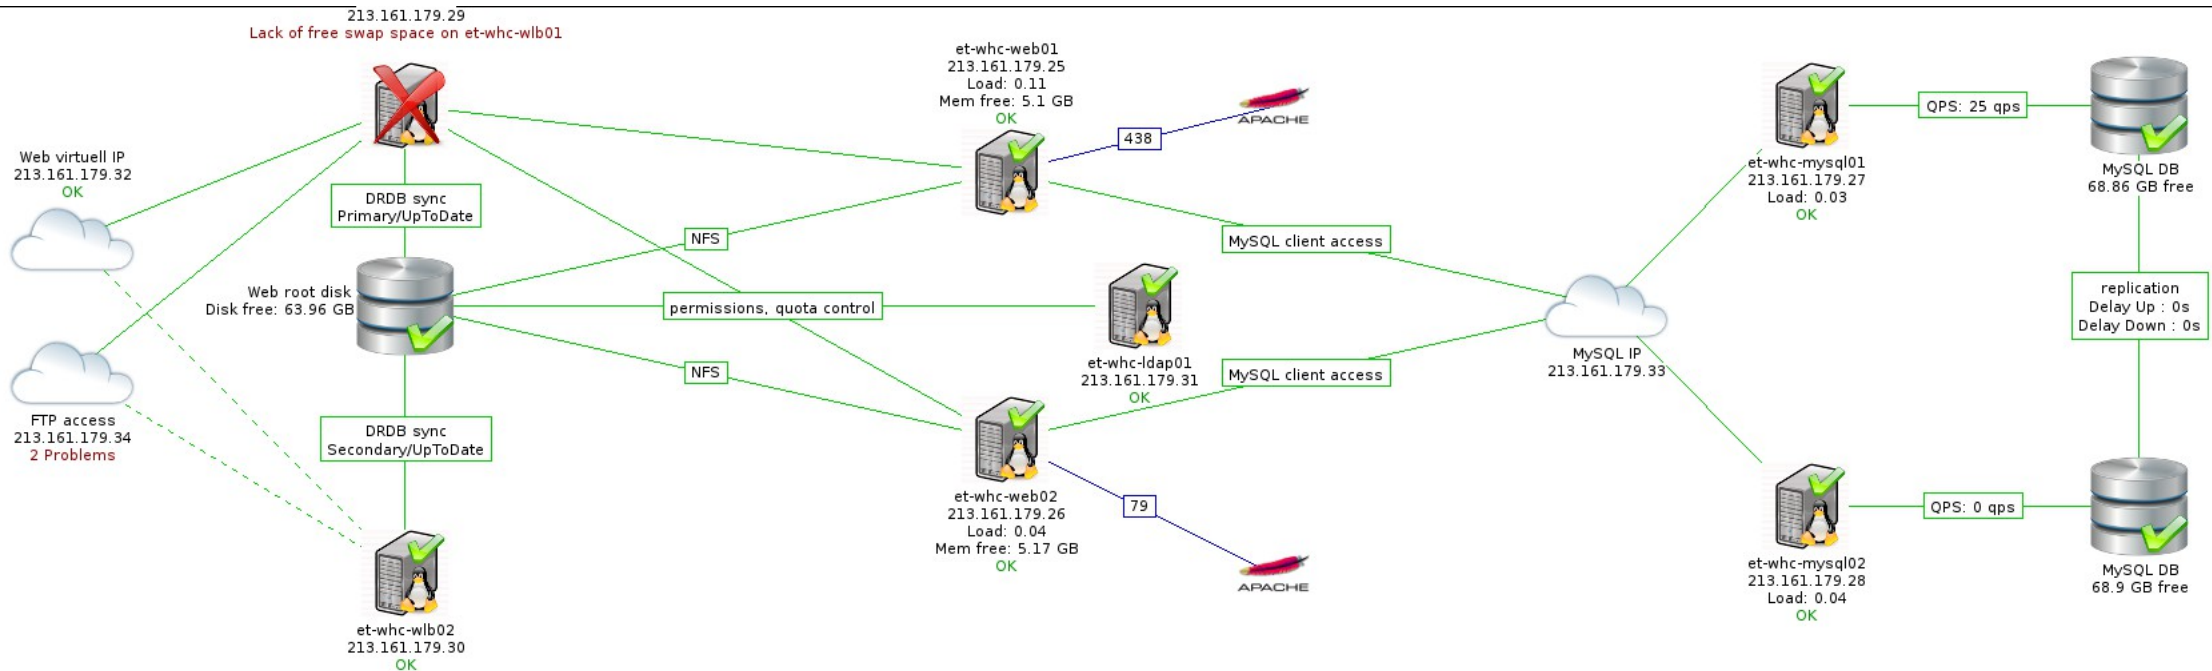 213.161.179.29
Lack of free swap space on et-whc-wlb01
Web virtuell IP
213.161.179.32
OK
DRDB sync
Primary/UpToDate
Web root disk
Disk free: 63.96 GB
FTP access
213.161.179.34
2 Problems
DRDB sync
Secondary/UpToDate
et-whc-wlb02
213.161.179.30
OK
NFS
permissions, quota control
NFS
et-whc-web01
213.161.179.25
Load: 0.11
Mem free: 5.1 GB
OK
438
APACHE
et-whc-ldap01
213.161.179.31
OK
et-whc-web02
213.161.179.26
Load: 0.04
Mem free: 5.17 GB
OK
79
APACHE
MySQL client access
MySQL client access
MySQL IP
213.161.179.33
et-whc-mysql01
213.161.179.27
Load: 0.03
OK
QPS: 25 qps
MySQL DB
68.86 GB free
replication
Delay Up : 0s
Delay Down : 0s
et-whc-mysql02
213.161.179.28
Load: 0.04
OK
QPS: 0 qps
MySQL DB
68.9 GB free